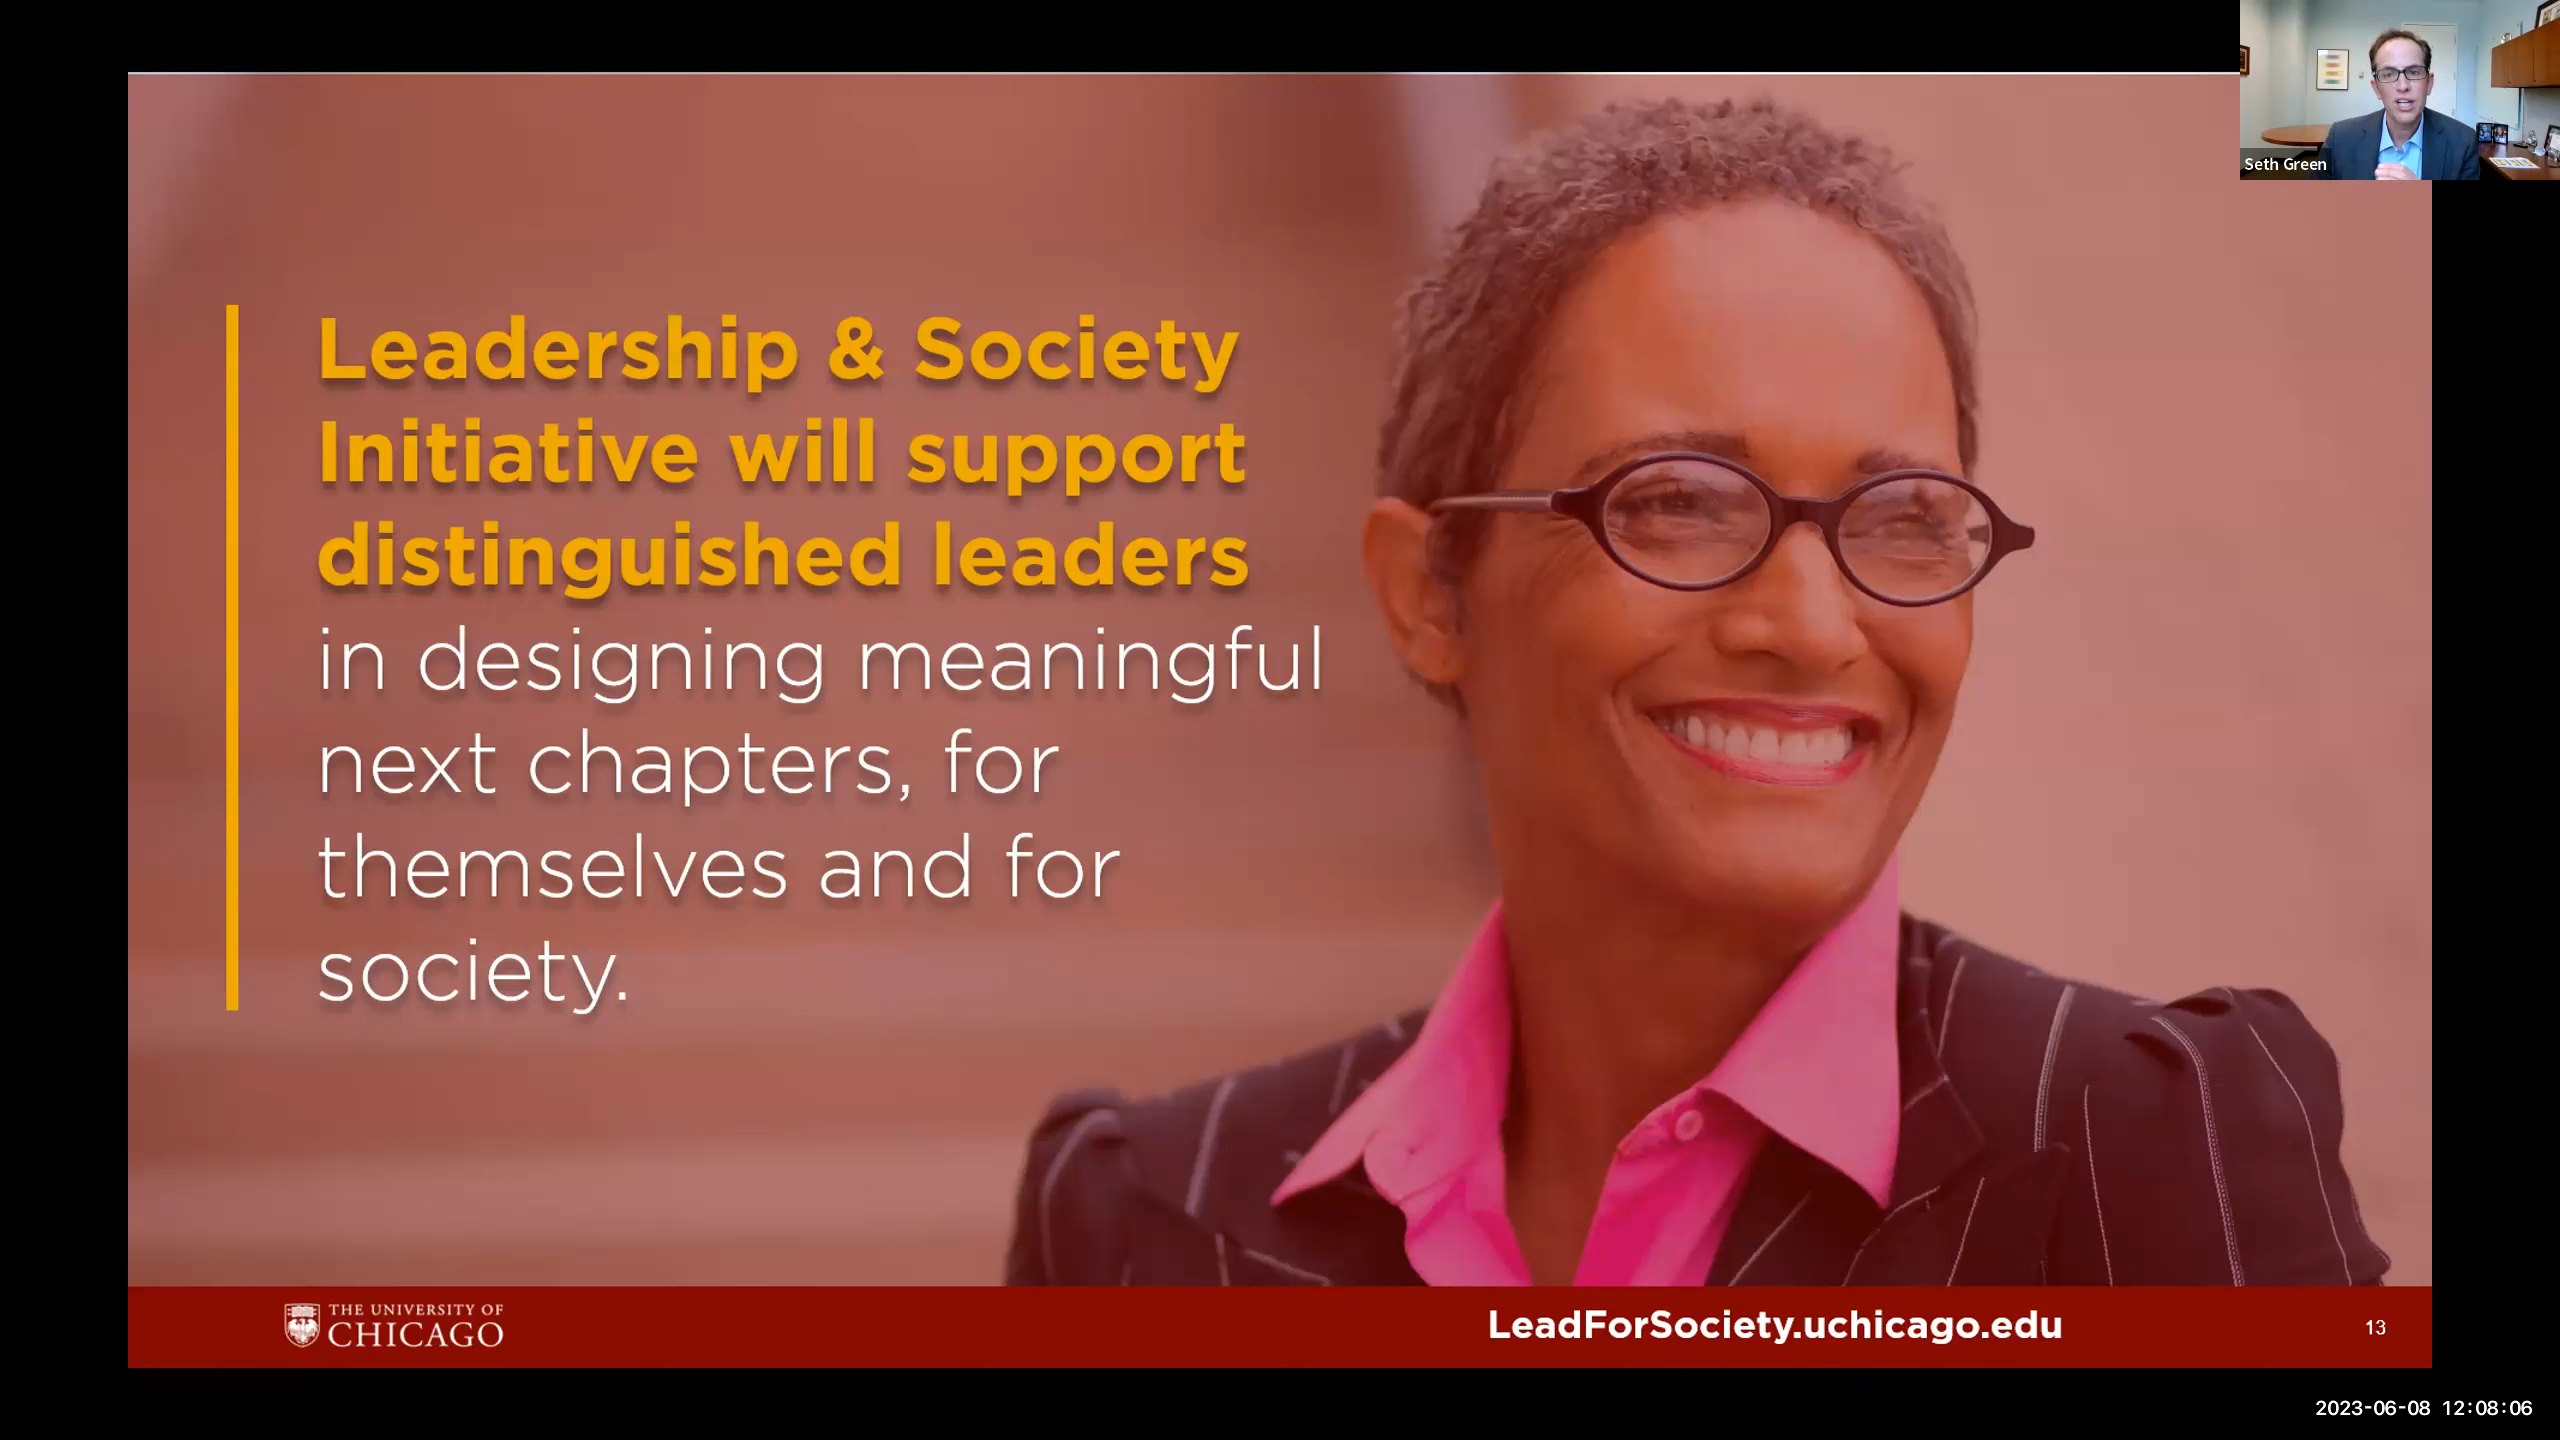 Seth Green
Leadership & Society
Initiative will support
distinguished leaders
in designing meaningful
next chapters, for
themselves and for
society.
THE UNIVERSITY OF
CHICAGO
LeadForSociety.uchicago.edu
13
2023-06-08 12:08:06